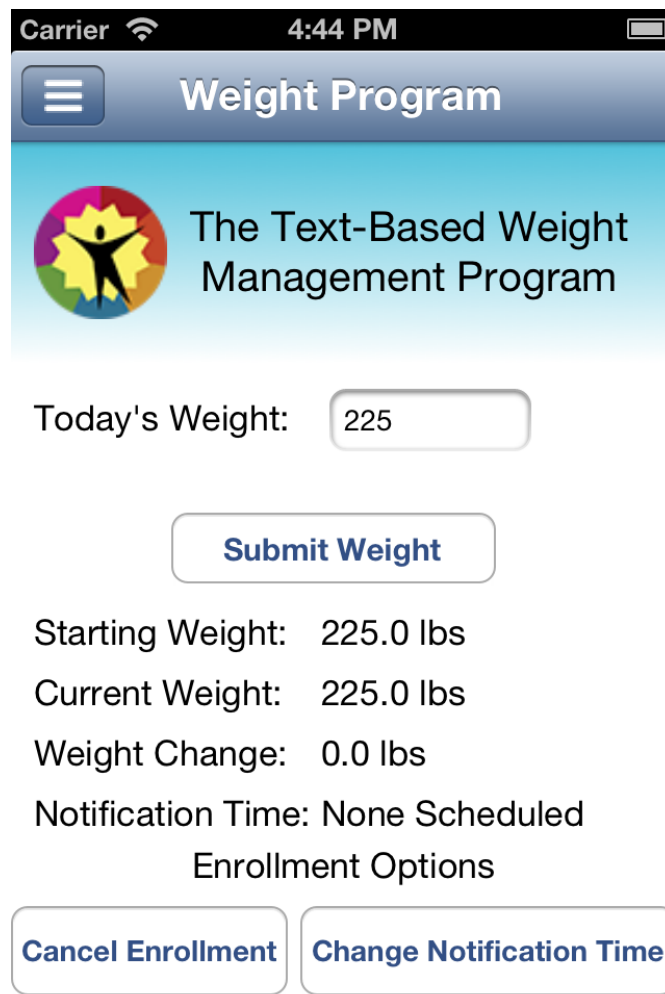 Carrier 4:44 PM
Weight Program
The Text-Based Weight
Management Program
Today's Weight: 225
Submit Weight
Starting Weight: 225.0 lbs
Current Weight: 225.0 lbs
Weight Change: 0.0 lbs
Notification Time: None Scheduled
Enrollment Options
Cancel Enrollment Change Notification Time